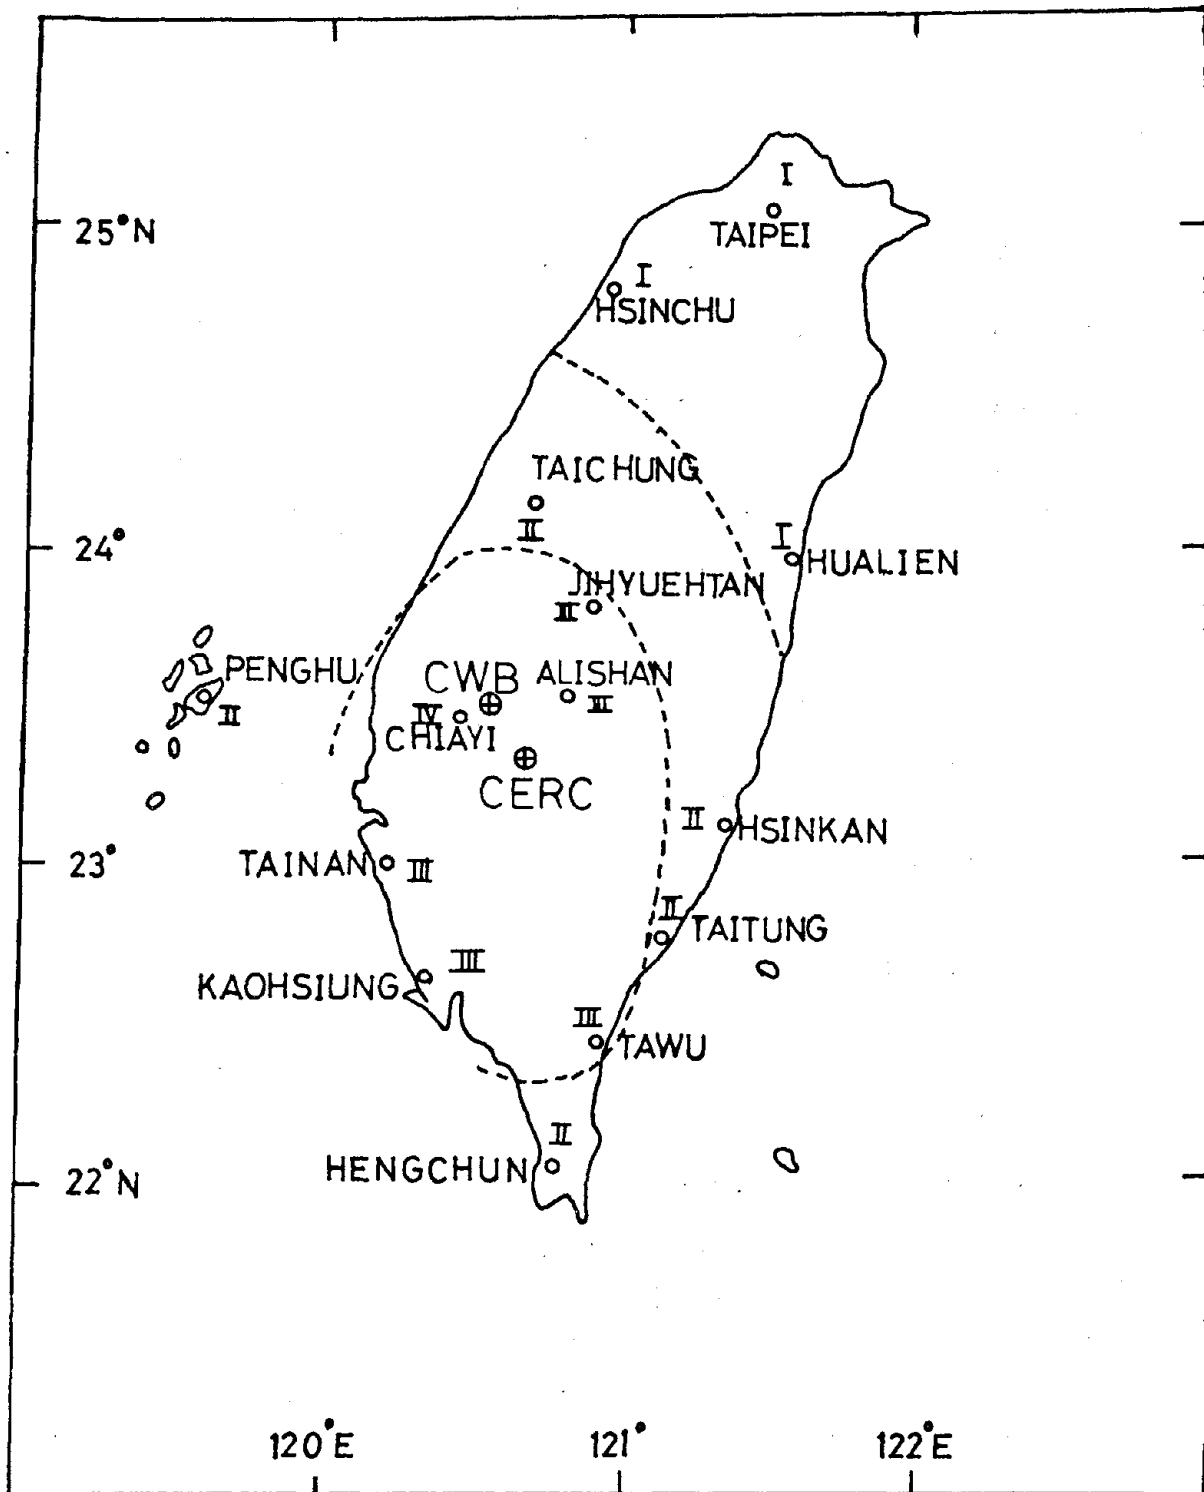 I
25°N
TAIPEI
I
HSINCHU
TAICHUNG
II
24°
I
HUALIEN
JIHYUEHTAN
III
PENGHU
II
CWB
ALISHAN
III
IV
CHIAYI
CERC
II
HSINKAN
23°
TAINAN
III
II
TAITUNG
III
KAOHSIUNG
III
TAWU
II
HENGCHUN
22°N
120°E
121°
122°E